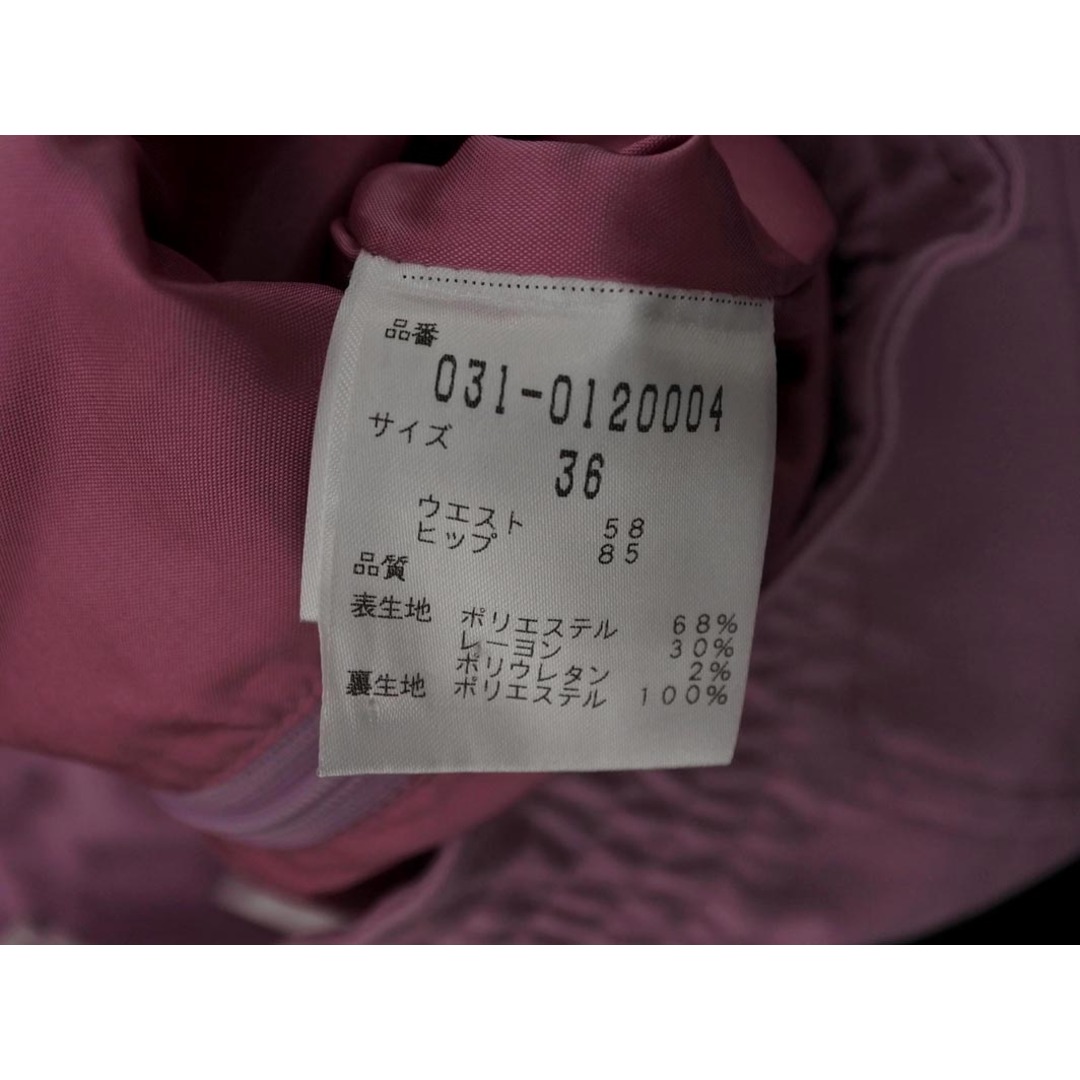 品番
031-0120004
サイズ
36
ウエスト 58
ヒップ 85
品質
表生地 ポリエステル 68%
レーヨン 30%
ポリウレタン 2%
裏生地 ポリエステル 100%